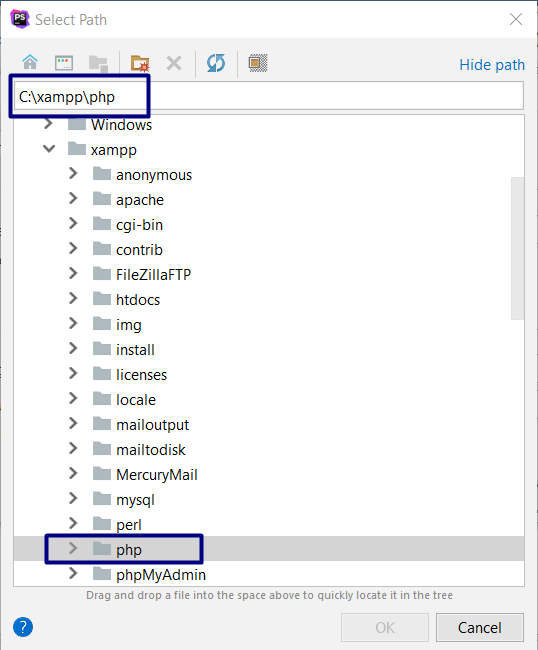 PS Select Path
Hide path
C:\xampp\php
Windows
xampp
anonymous
apache
cgi-bin
contrib
FileZillaFTP
htdocs
img
install
licenses
locale
mailoutput
mailtodisk
MercuryMail
mysql
perl
php
phpMyAdmin
Drag and drop a file into the space above to quickly locate it in the tree
? OK Cancel